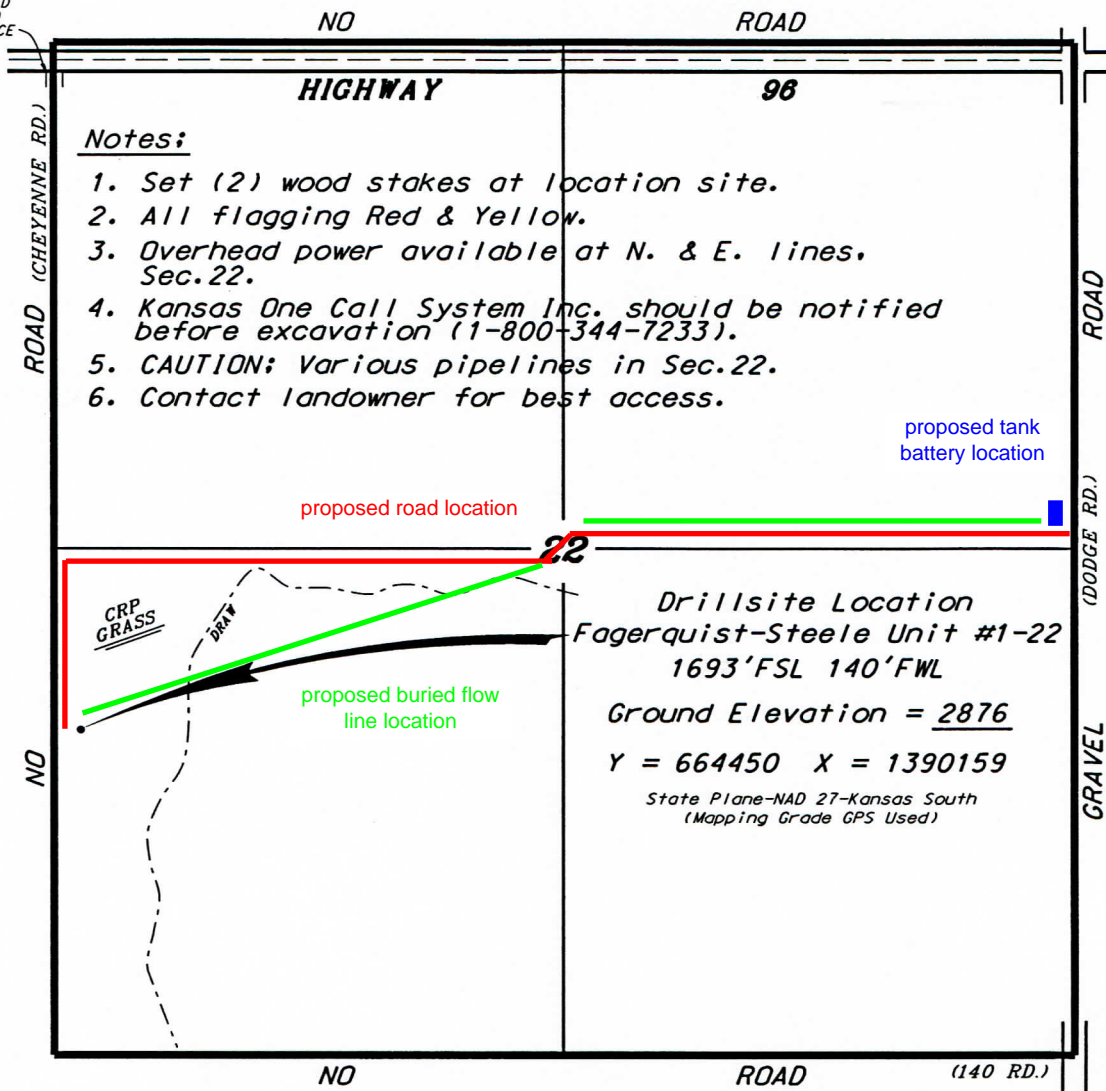 CE
NO ROAD
HIGHWAY 96
Notes:
1. Set (2) wood stakes at location site.
2. All flagging Red & Yellow.
3. Overhead power available at N. & E. lines,
Sec.22.
4. Kansas One Call System Inc. should be notified
before excavation (1-800-344-7233).
5. CAUTION: Various pipelines in Sec.22.
6. Contact landowner for best access.
ROAD (CHEYENNE RD.)
ROAD
proposed tank
battery location
proposed road location
22
(DODGE RD.)
CRP
GRASS
DRAW
Drillsite Location
Fagerquist-Steele Unit #1-22
1693'FSL 140'FWL
proposed buried flow
line location
Ground Elevation = 2876
Y = 664450 X = 1390159
State Plane-NAD 27-Kansas South
(Mapping Grade GPS Used)
NO
GRAVEL
NO ROAD (140 RD.)